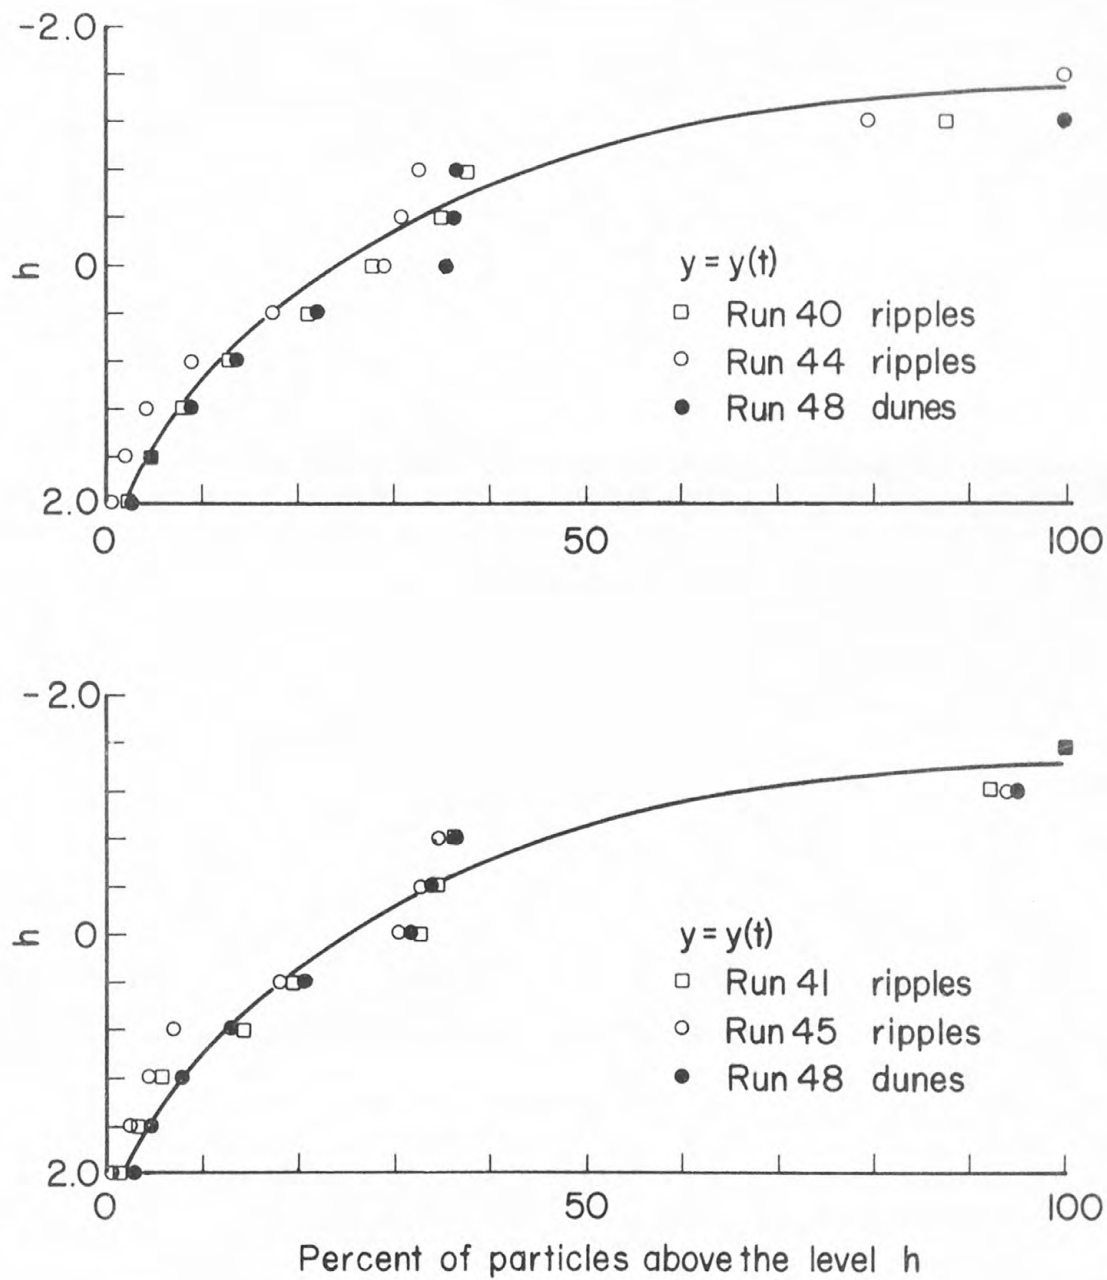 -2.0
h
0
y = y(t)
Run 40 ripples
Run 44 ripples
Run 48 dunes
2.0
0 50 100
-2.0
h
0
y = y(t)
Run 41 ripples
Run 45 ripples
Run 48 dunes
2.0
0 50 100
Percent of particles above the level h